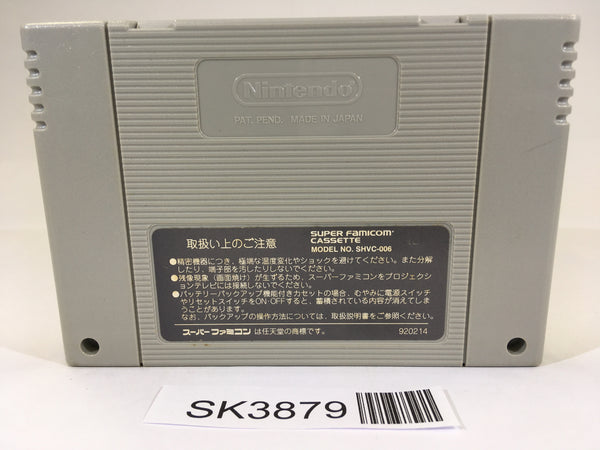 Nintendo
PAT. PEND. MADE IN JAPAN
取扱い上のご注意
SUPER FAMICOM
CASSETTE
MODEL NO. SHVC-006
●精密機器につき、極端な温度変化やショックを避けてください。また分解
したり、端子部を汚したりしないでください。
●残像現象（画面焼け）が生ずるため、スーパーファミコンをプロジェクシ
ョンテレビには接続しないでください。
●バッテリーバックアップ機能付きカセットの場合、むやみに電源スイッチ
やリセットスイッチをON・OFFすると、蓄積されている内容が消えてしま
うことがあります。
なお、バックアップの操作方法については、取扱説明書をご参照ください。
スーパーファミコンは任天堂の商標です。
920214
SK3879